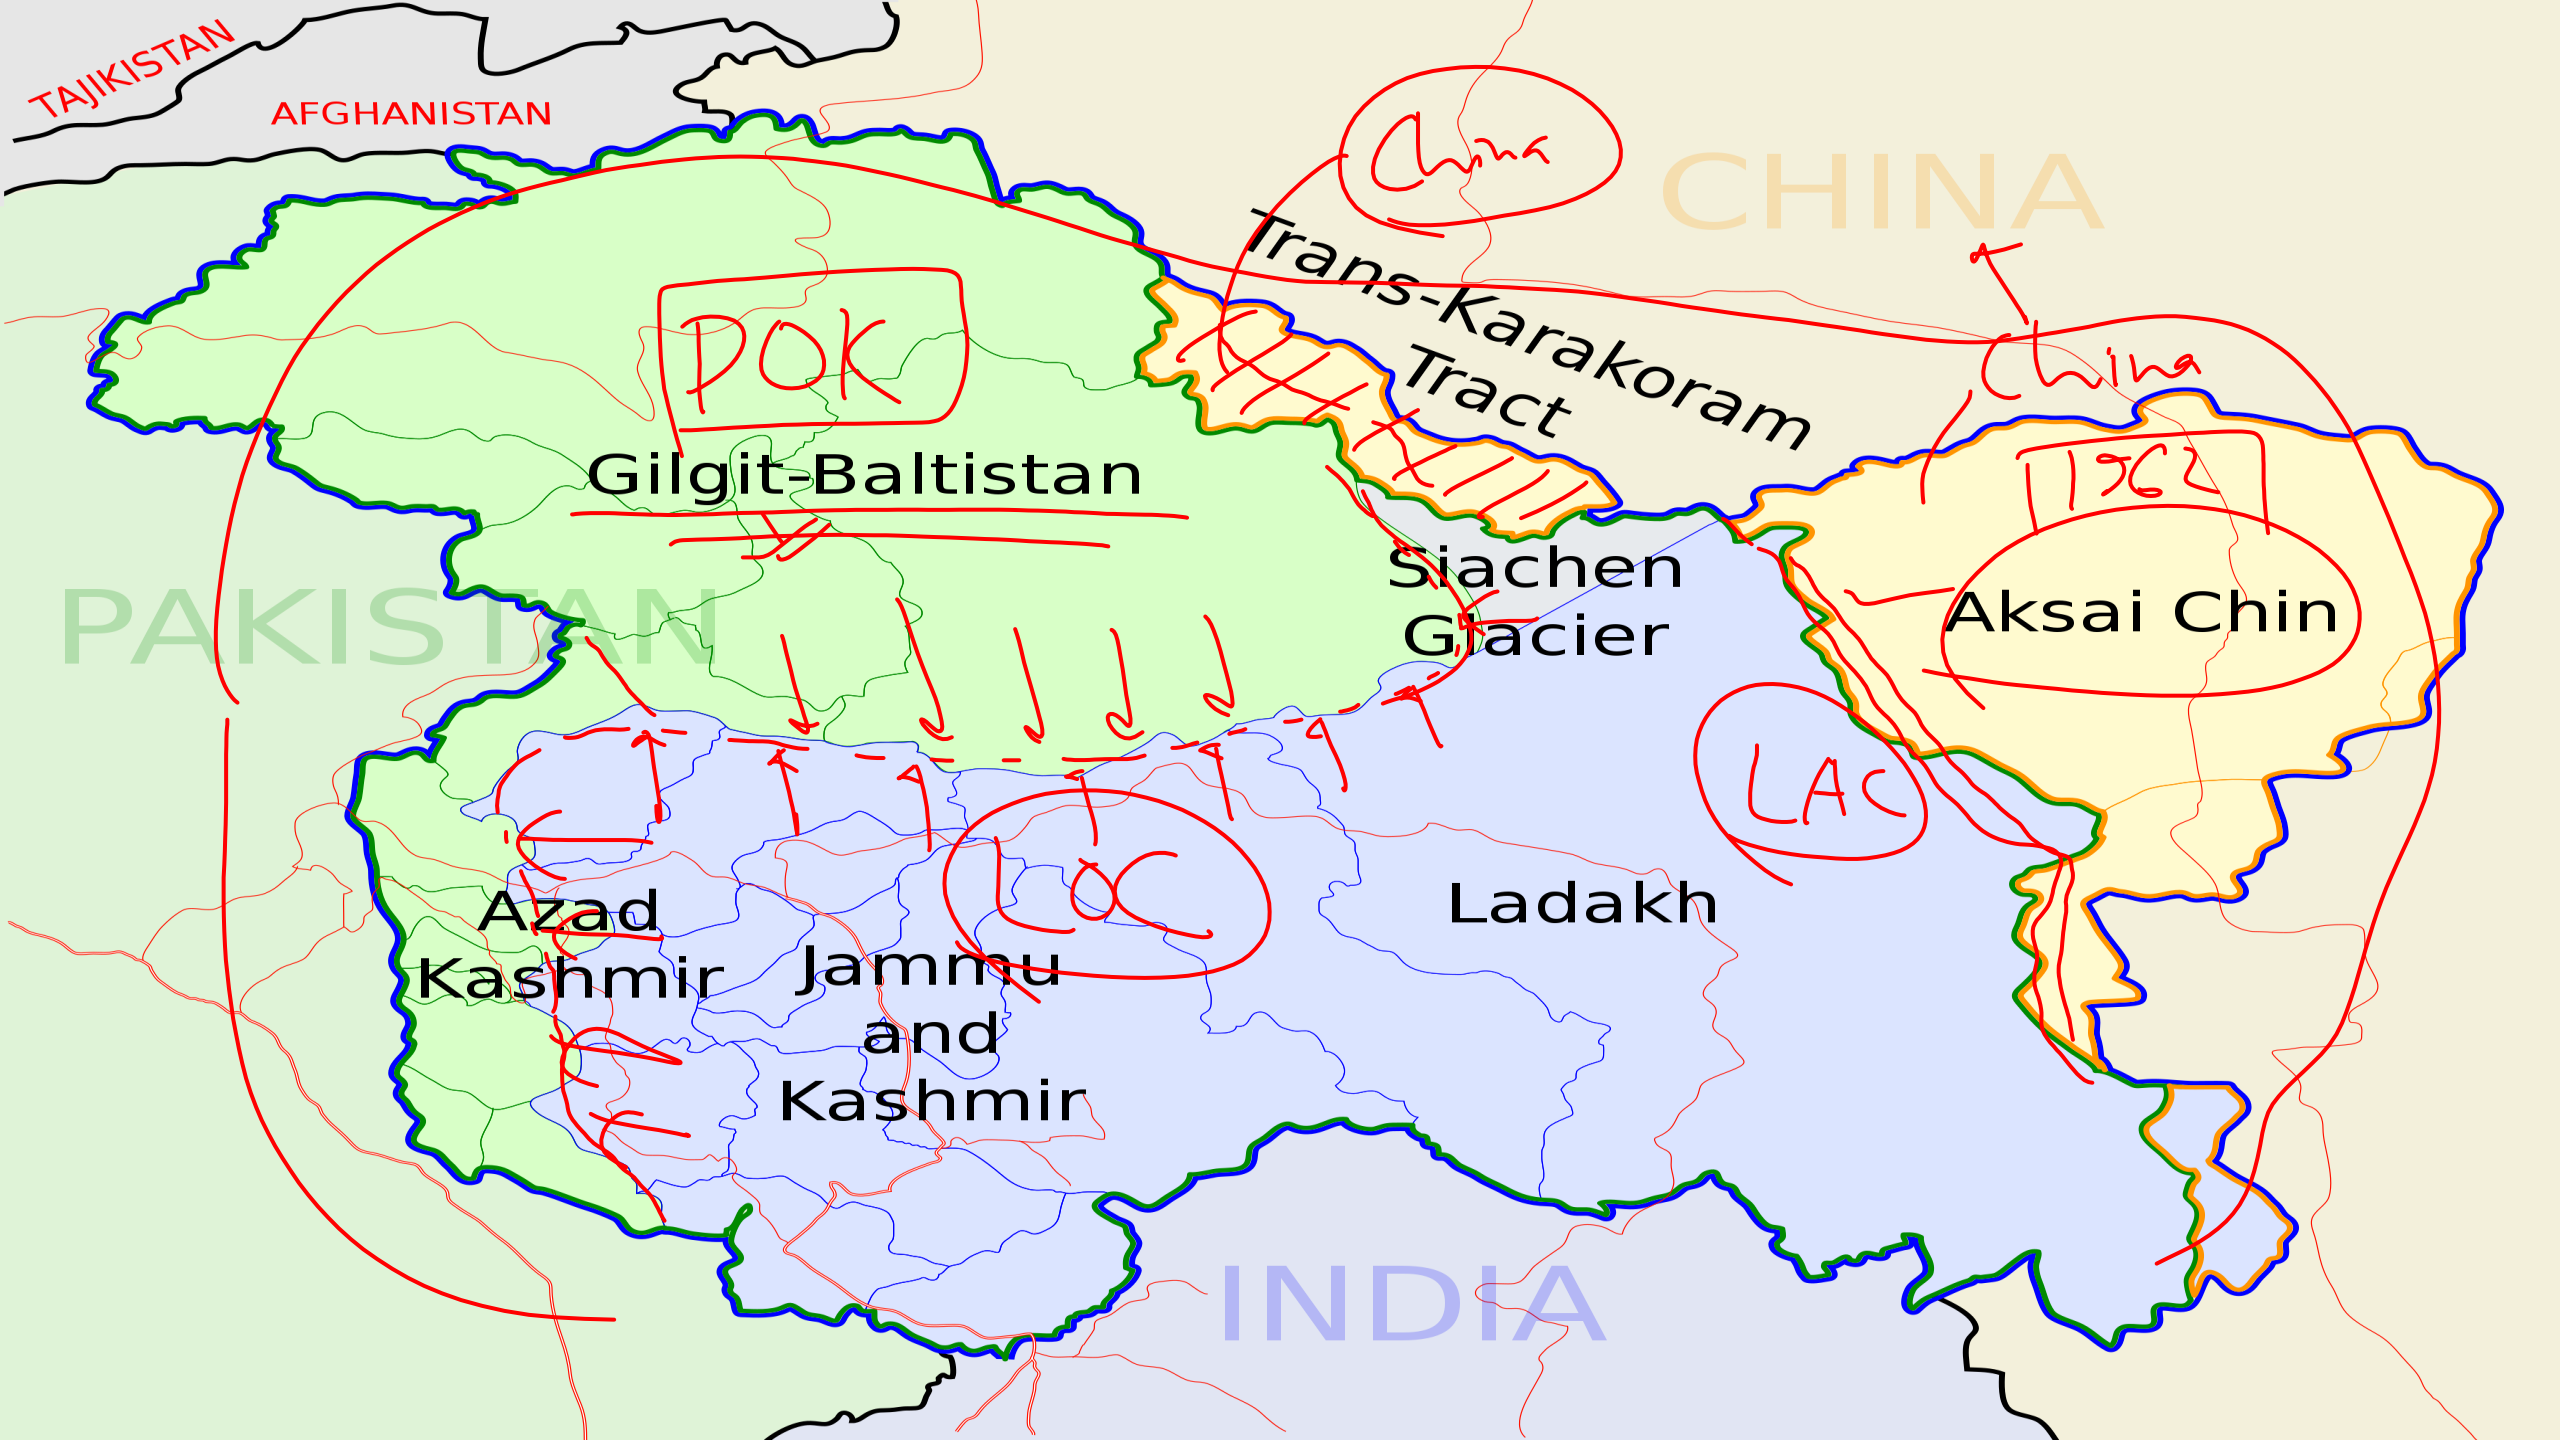 TAJIKISTAN
AFGHANISTAN
China
CHINA
Trans-Karakoram
Tract
POK
China
Gilgit-Baltistan
1962
Siachen
Glacier
Aksai Chin
PAKISTAN
LAC
LOC
Ladakh
Azad
Kashmir
Jammu
and
Kashmir
INDIA